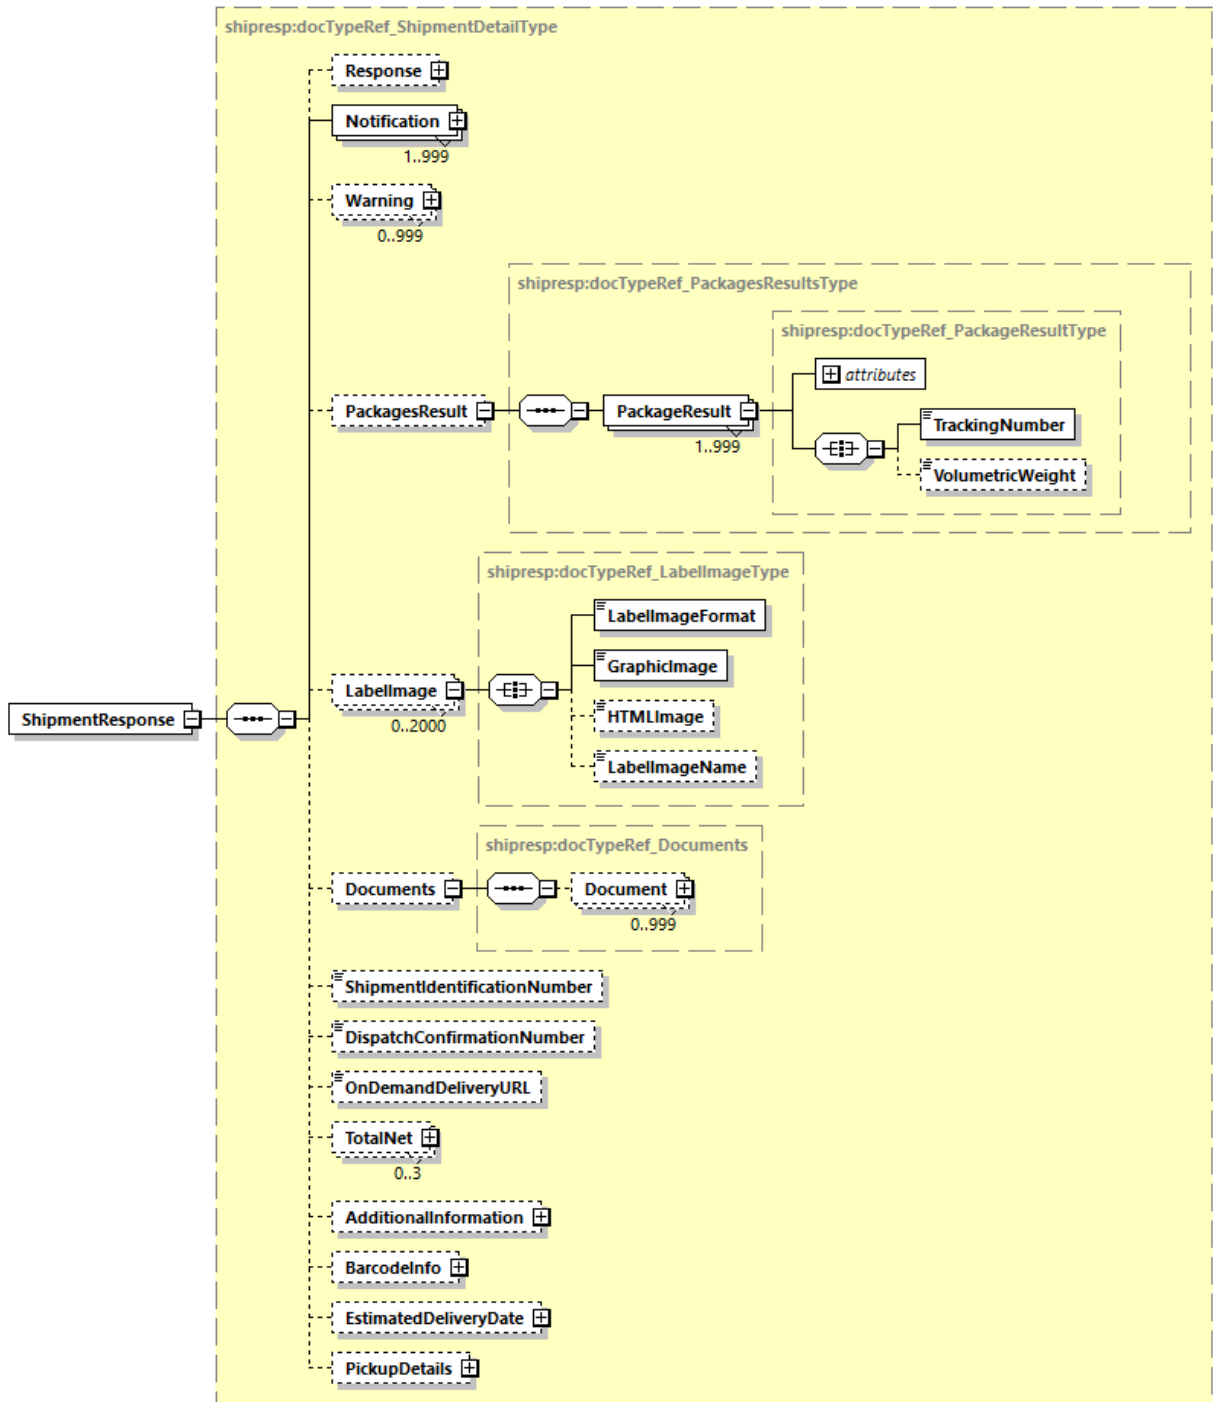 shipresp:docTypeRef_ShipmentDetailType
Response
Notification
1..999
Warning
0..999
shipresp:docTypeRef_PackagesResultsType
shipresp:docTypeRef_PackageResultType
attributes
PackagesResult
PackageResult
1..999
TrackingNumber
VolumetricWeight
shipresp:docTypeRef_LabelImageType
LabelImageFormat
GraphicImage
LabelImage
0..2000
HTMLImage
LabelImageName
ShipmentResponse
shipresp:docTypeRef_Documents
Documents
Document
0..999
ShipmentIdentificationNumber
DispatchConfirmationNumber
OnDemandDeliveryURL
TotalNet
0..3
AdditionalInformation
BarcodeInfo
EstimatedDeliveryDate
PickupDetails